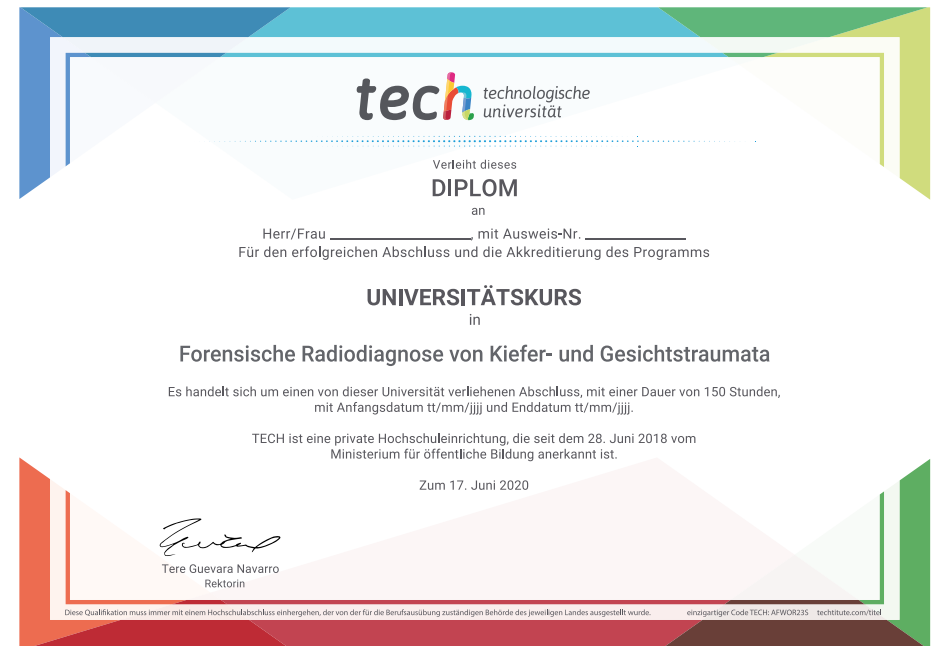 tech technologische
universität
Verleiht dieses
DIPLOM
an
Herr/Frau ____________________, mit Ausweis-Nr. ______________
Für den erfolgreichen Abschluss und die Akkreditierung des Programms
UNIVERSITÄTSKURS
in
Forensische Radiodiagnose von Kiefer- und Gesichtstraumata
Es handelt sich um einen von dieser Universität verliehenen Abschluss, mit einer Dauer von 150 Stunden,
mit Anfangsdatum tt/mm/jjjj und Enddatum tt/mm/jjjj.
TECH ist eine private Hochschuleinrichtung, die seit dem 28. Juni 2018 vom
Ministerium für öffentliche Bildung anerkannt ist.
Zum 17. Juni 2020
Tere Guevara Navarro
Rektorin
Diese Qualifikation muss immer mit einem Hochschulabschluss einhergehen, der von der für die Berufsausübung zuständigen Behörde des jeweiligen Landes ausgestellt wurde. einzigartiger Code TECH: AFWOR23S techtitute.com/titel